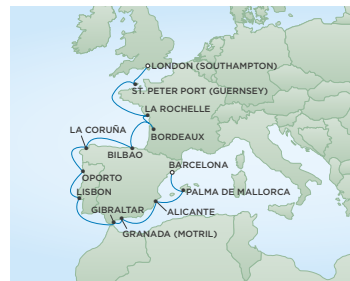 LONDON (SOUTHAMPTON)
ST. PETER PORT (GUERNSEY)
LA ROCHELLE
LA CORUÑA
BORDEAUX
BILBAO
BARCELONA
OPORTO
PALMA DE MALLORCA
LISBON
GIBRALTAR
ALICANTE
GRANADA (MOTRIL)